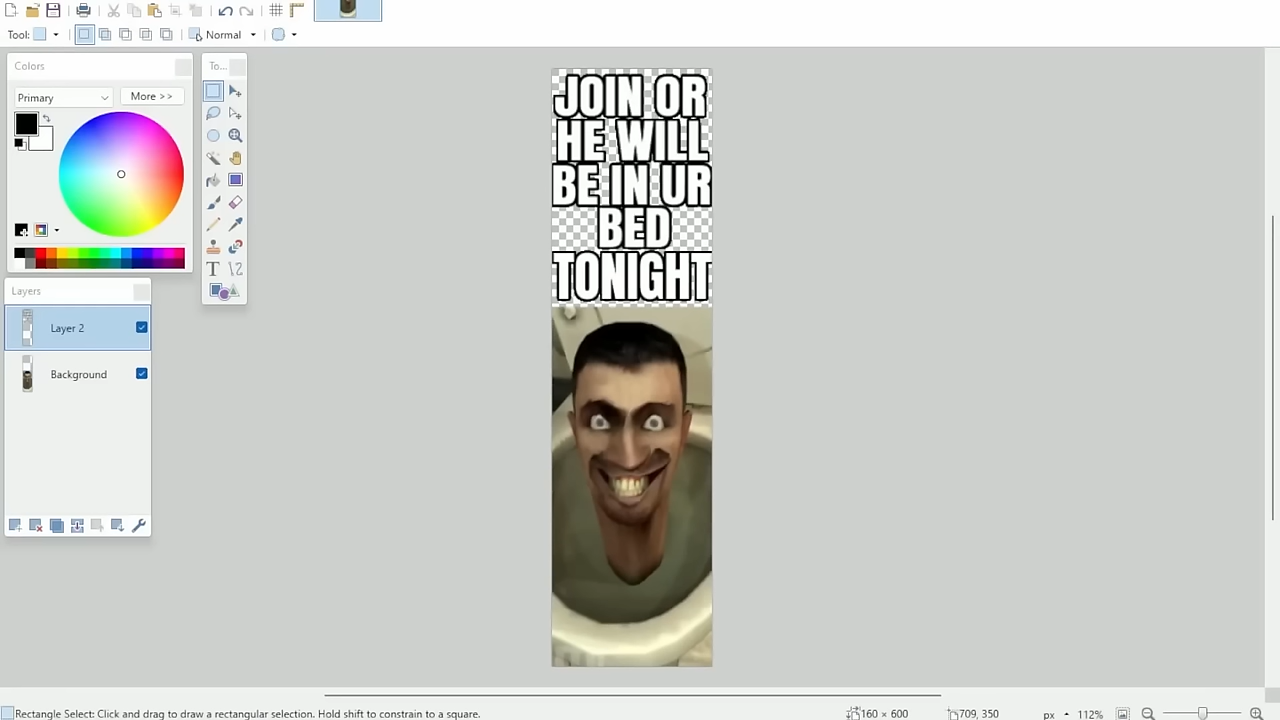 Tool:
Normal
Colors
To...
Primary
More >>
Layers
Layer 2
Background
JOIN OR
HE WILL
BE IN UR
BED
TONIGHT
Rectangle Select: Click and drag to draw a rectangular selection. Hold shift to constrain to a square.
160 × 600
709, 350
px
112%